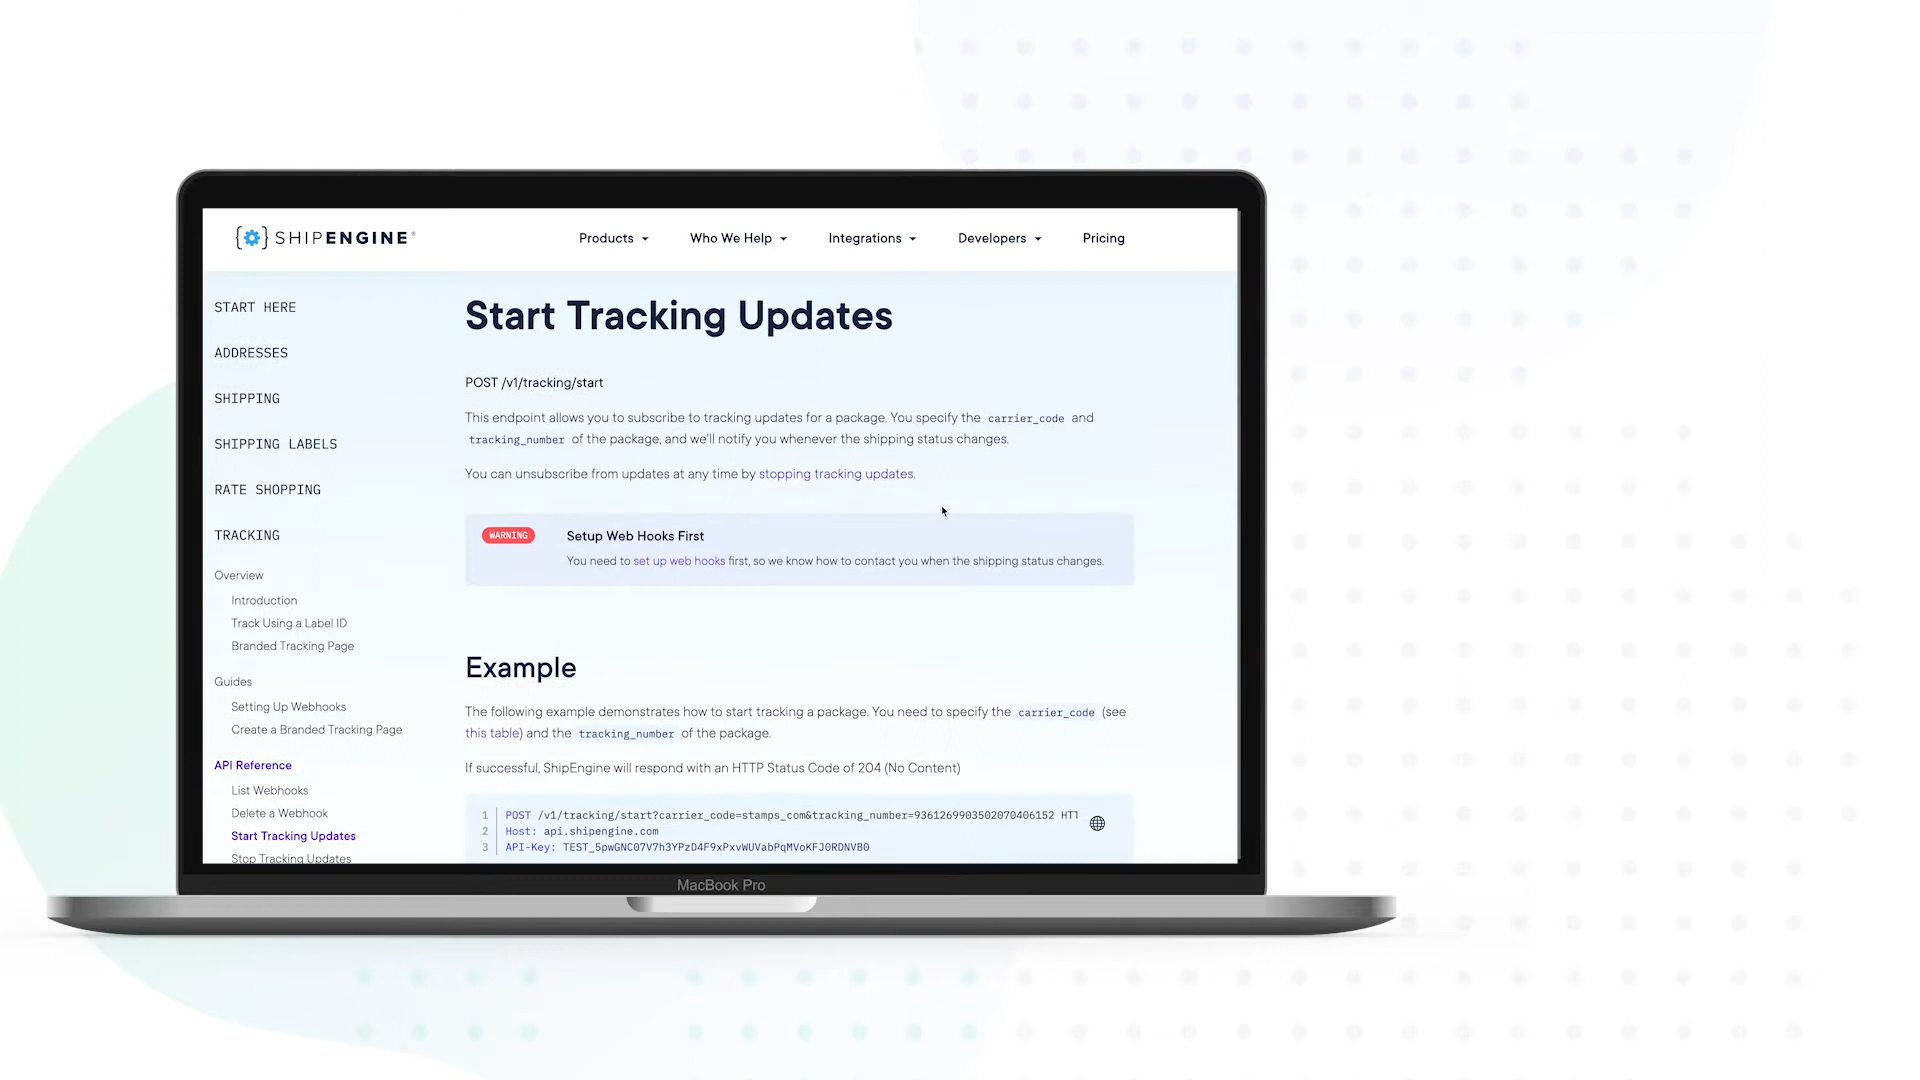 SHIPENGINE®
Products
Who We Help
Integrations
Developers
Pricing
START HERE
ADDRESSES
SHIPPING
SHIPPING LABELS
RATE SHOPPING
TRACKING
Overview
Introduction
Track Using a Label ID
Branded Tracking Page
Guides
Setting Up Webhooks
Create a Branded Tracking Page
API Reference
List Webhooks
Delete a Webhook
Start Tracking Updates
Stop Tracking Updates
Start Tracking Updates
POST /v1/tracking/start
This endpoint allows you to subscribe to tracking updates for a package. You specify the carrier_code and
tracking_number of the package, and we'll notify you whenever the shipping status changes.
You can unsubscribe from updates at any time by stopping tracking updates.
WARNING
Setup Web Hooks First
You need to set up web hooks first, so we know how to contact you when the shipping status changes.
Example
The following example demonstrates how to start tracking a package. You need to specify the carrier_code (see
this table) and the tracking_number of the package.
If successful, ShipEngine will respond with an HTTP Status Code of 204 (No Content)
1 POST /v1/tracking/start?carrier_code=stamps_com&tracking_number=9361269903502070406152 HTT
2 Host: api.shipengine.com
3 API-Key: TEST_5pwGNC07V7h3YPzD4F9xPxvWUVabPqMVoKFJ0RDNVB0
MacBook Pro